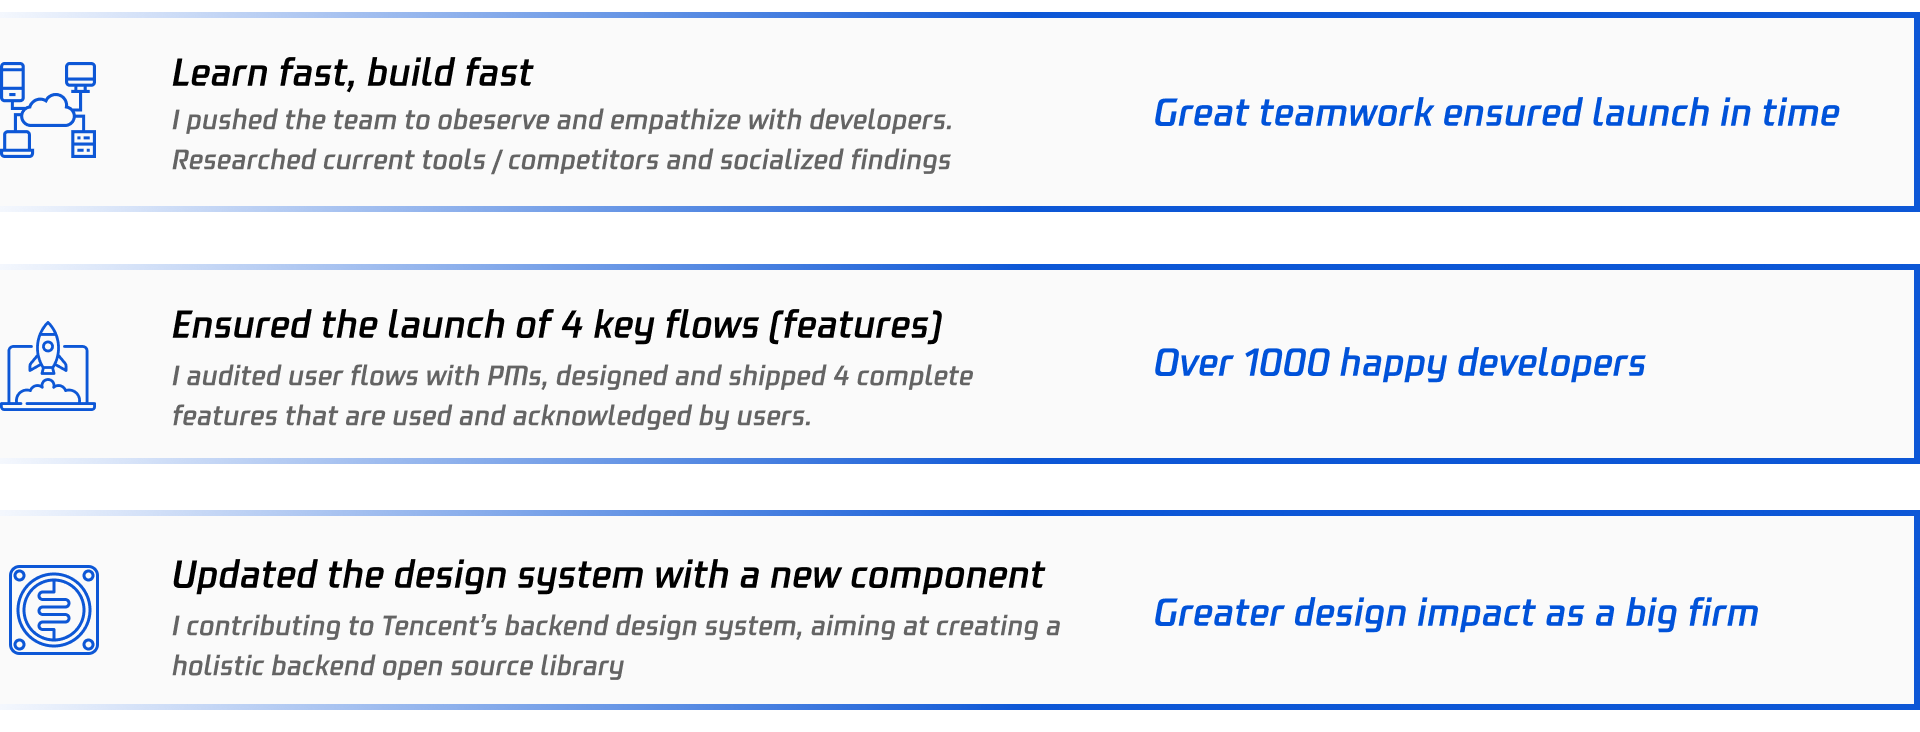 Learn fast, build fast
I pushed the team to obeserve and empathize with developers.
Researched current tools / competitors and socialized findings
Great teamwork ensured launch in time
Ensured the launch of 4 key flows (features)
I audited user flows with PMs, designed and shipped 4 complete
features that are used and acknowledged by users.
Over 1000 happy developers
Updated the design system with a new component
I contributing to Tencent’s backend design system, aiming at creating a
holistic backend open source library
Greater design impact as a big firm